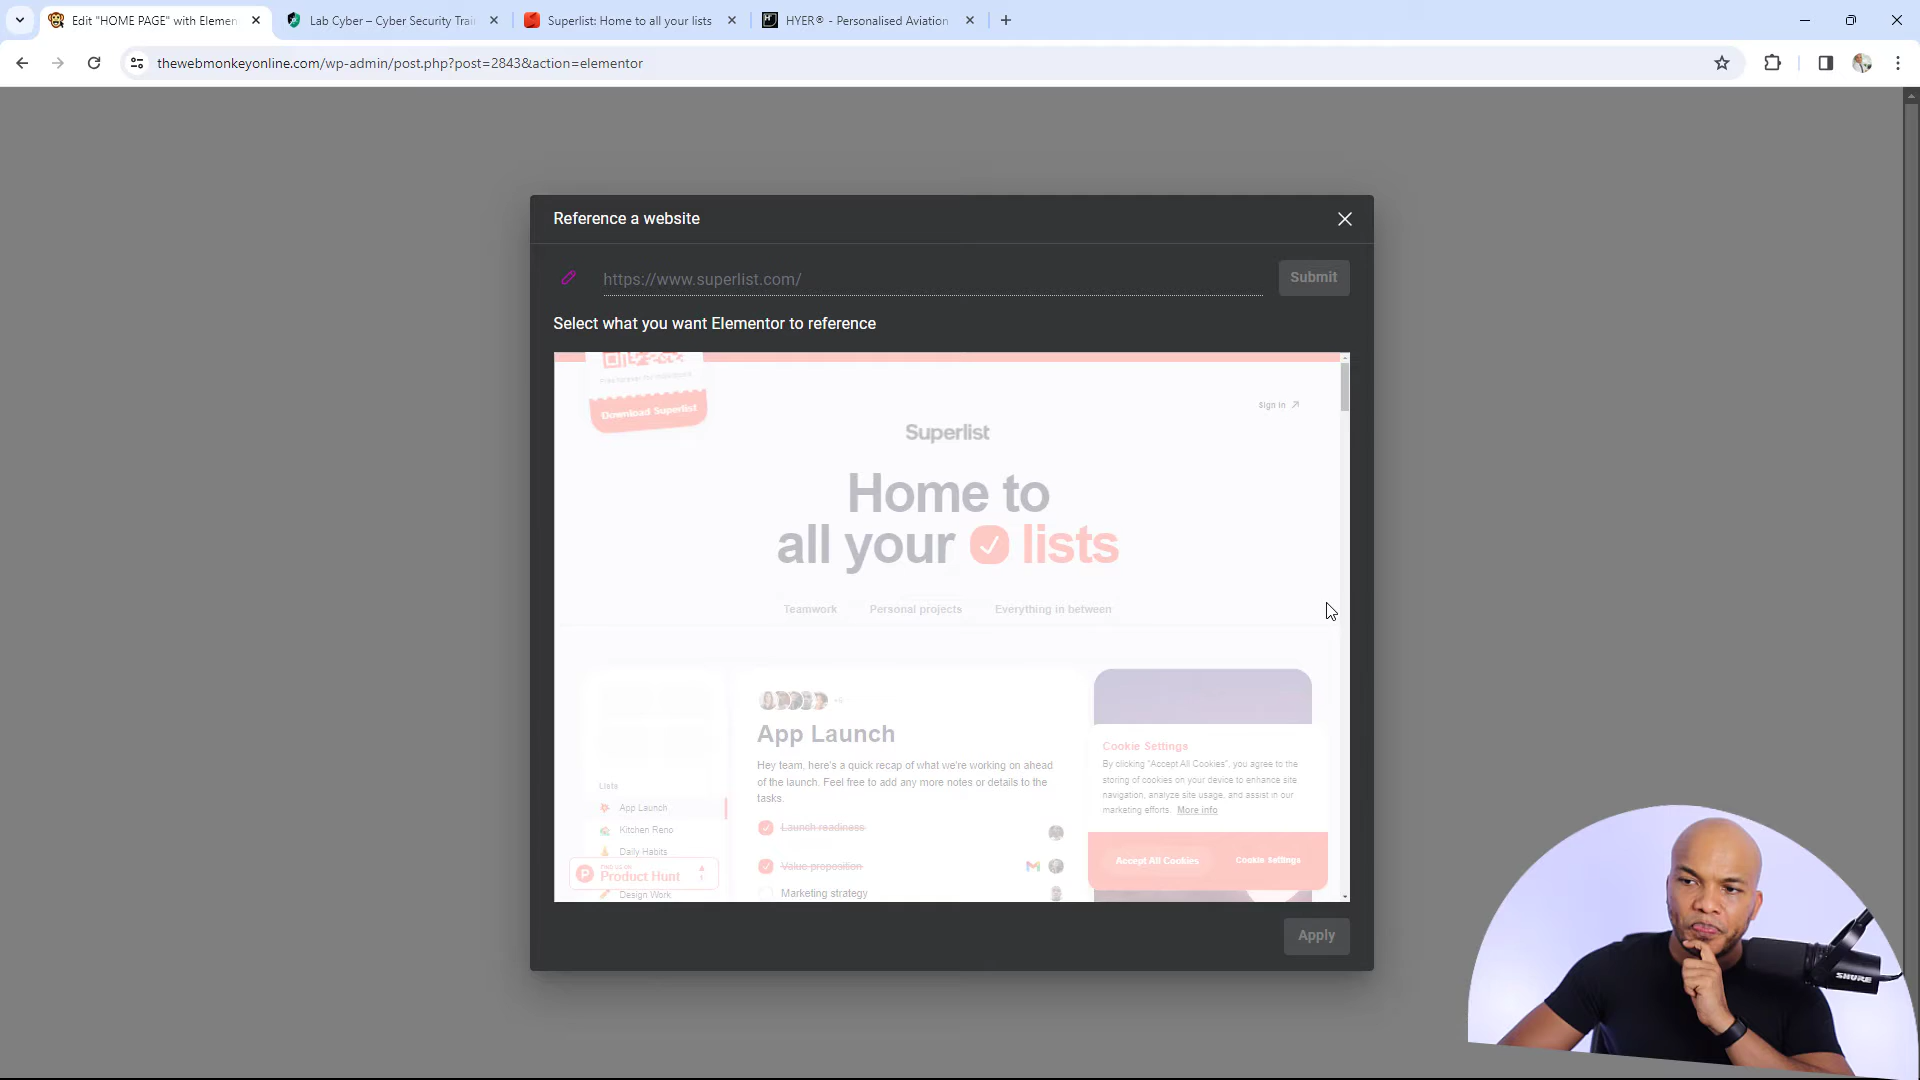 Edit "HOME PAGE" with Elemen
Lab Cyber – Cyber Security Trai
Superlist: Home to all your lists
HYER® - Personalised Aviation
thewebmonkeyonline.com/wp-admin/post.php?post=2843&action=elementor
Reference a website
https://www.superlist.com/
Submit
Select what you want Elementor to reference
Download Superlist
Sign in
Superlist
Home to
all your lists
Teamwork
Personal projects
Everything in between
App Launch
Hey team, here's a quick recap of what we're working on ahead
of the launch. Feel free to add any more notes or details to the
tasks.
Launch readiness
Value proposition
Marketing strategy
Lists
App Launch
Kitchen Reno
Daily Habits
FIND US ON
Product Hunt
Design Work
Cookie Settings
By clicking "Accept All Cookies", you agree to the
storing of cookies on your device to enhance site
navigation, analyze site usage, and assist in our
marketing efforts. More info
Accept All Cookies
Cookie Settings
Apply
SHURE